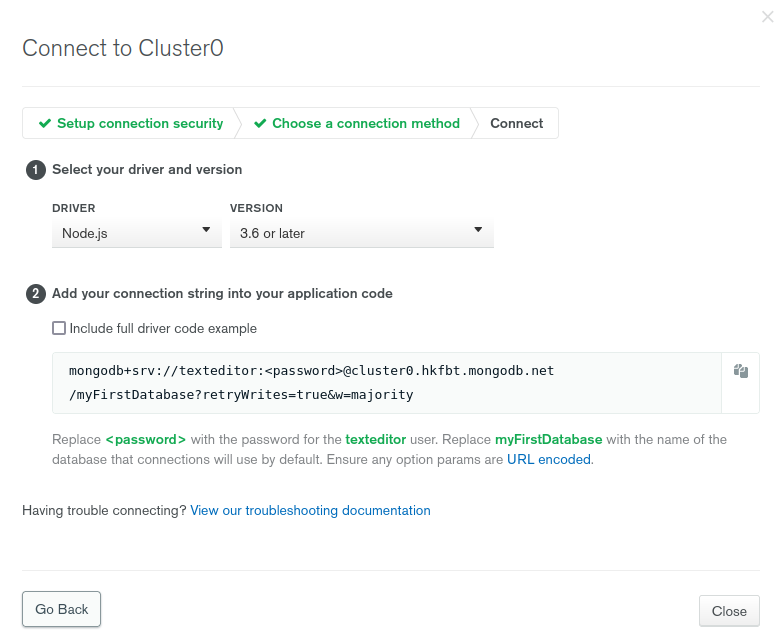 Connect to Cluster0
Setup connection security
Choose a connection method
Connect
1 Select your driver and version
DRIVER
VERSION
Node.js
3.6 or later
2 Add your connection string into your application code
Include full driver code example
mongodb+srv://texteditor:<password>@cluster0.hkfbt.mongodb.net
/myFirstDatabase?retryWrites=true&w=majority
Replace <password> with the password for the texteditor user. Replace myFirstDatabase with the name of the
database that connections will use by default. Ensure any option params are URL encoded.
Having trouble connecting? View our troubleshooting documentation
Go Back
Close